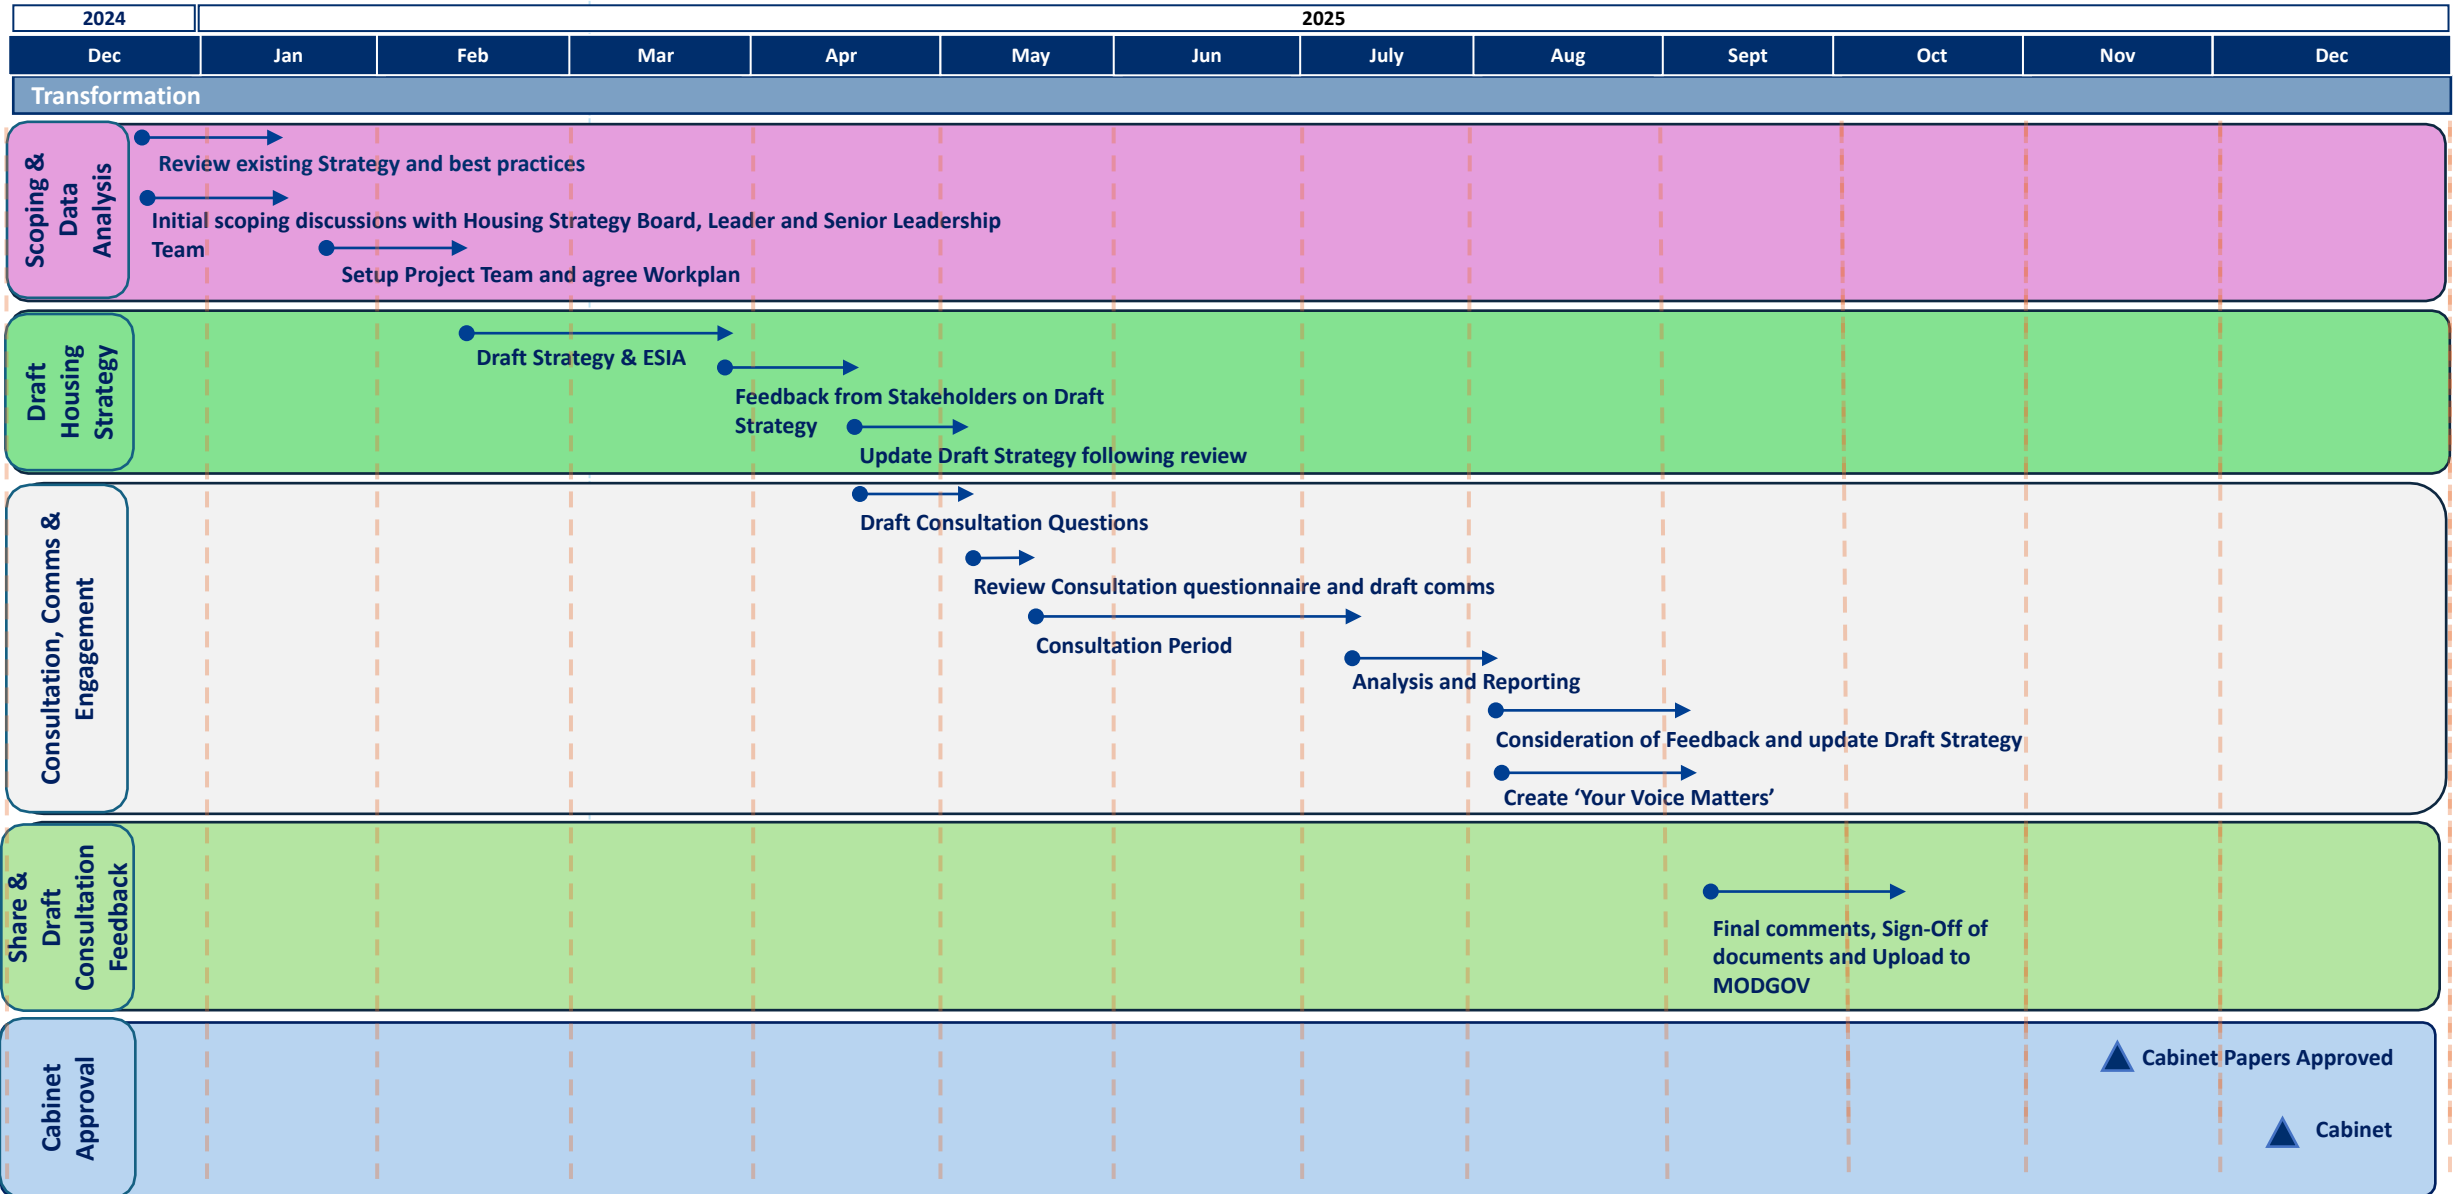 2024
2025
Dec
Jan
Feb
Mar
Apr
May
Jun
July
Aug
Sept
Oct
Nov
Dec
Transformation
Scoping &
Data
Analysis
Review existing Strategy and best practices
Initial scoping discussions with Housing Strategy Board, Leader and Senior Leadership
Team
Setup Project Team and agree Workplan
Draft
Housing
Strategy
Draft Strategy & ESIA
Feedback from Stakeholders on Draft
Strategy
Update Draft Strategy following review
Consultation, Comms &
Engagement
Draft Consultation Questions
Review Consultation questionnaire and draft comms
Consultation Period
Analysis and Reporting
Consideration of Feedback and update Draft Strategy
Create ‘Your Voice Matters’
Share &
Draft
Consultation
Feedback
Final comments, Sign-Off of
documents and Upload to
MODGOV
Cabinet
Approval
Cabinet Papers Approved
Cabinet